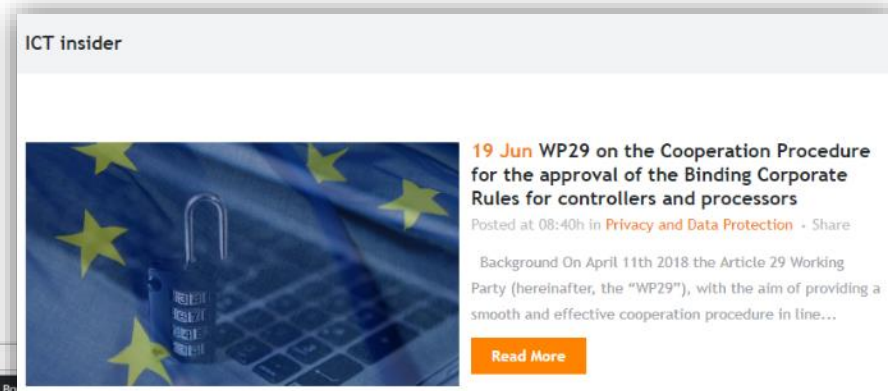 ICT insider
19 Jun WP29 on the Cooperation Procedure
for the approval of the Binding Corporate
Rules for controllers and processors
Posted at 08:40h in Privacy and Data Protection • Share
Background On April 11th 2018 the Article 29 Working
Party (hereinafter, the “WP29”), with the aim of providing a
smooth and effective cooperation procedure in line...
Read More